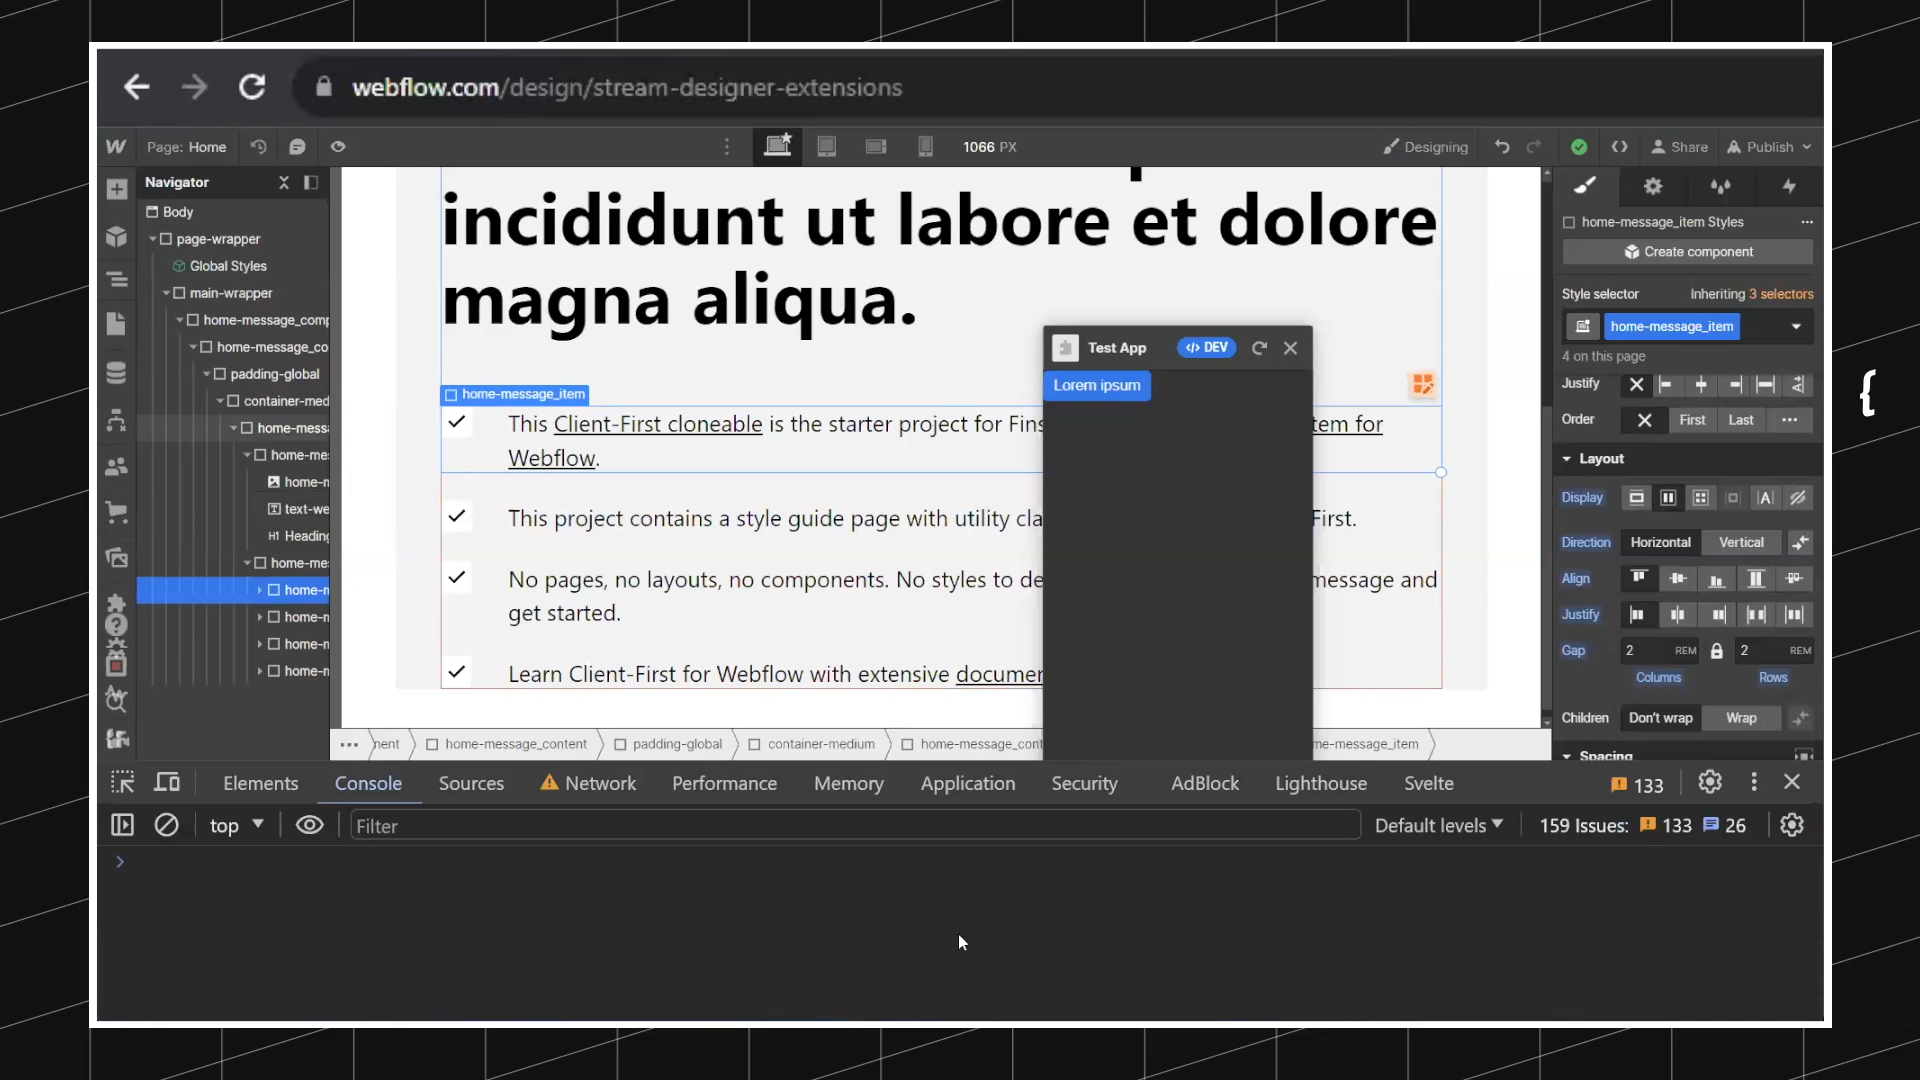 webflow.com/design/stream-designer-extensions
Page: Home
1066 PX
Designing
Share
Publish
Navigator
Body
page-wrapper
Global Styles
main-wrapper
home-message_comp
home-message_co
padding-global
container-med
home-messa
home-me
home-m
text-we
H1 Heading
home-me
home-m
home-m
home-m
home-m
incididunt ut labore et dolore
magna aliqua.
home-message_item
This Client-First cloneable is the starter project for Fins
tem for
Webflow.
This project contains a style guide page with utility cla
First.
No pages, no layouts, no components. No styles to de
message and
get started.
Learn Client-First for Webflow with extensive documen
Test App
</> DEV
Lorem ipsum
home-message_item Styles
Create component
Style selector
Inheriting 3 selectors
home-message_item
4 on this page
Justify
Order
First
Last
Layout
Display
Direction
Horizontal
Vertical
Align
Justify
Gap
2 REM
2 REM
Columns
Rows
Children
Don't wrap
Wrap
Spacing
nent
home-message_content
padding-global
container-medium
home-message_cont
me-message_item
Elements
Console
Sources
Network
Performance
Memory
Application
Security
AdBlock
Lighthouse
Svelte
133
top
Filter
Default levels
159 Issues: 133 26
{